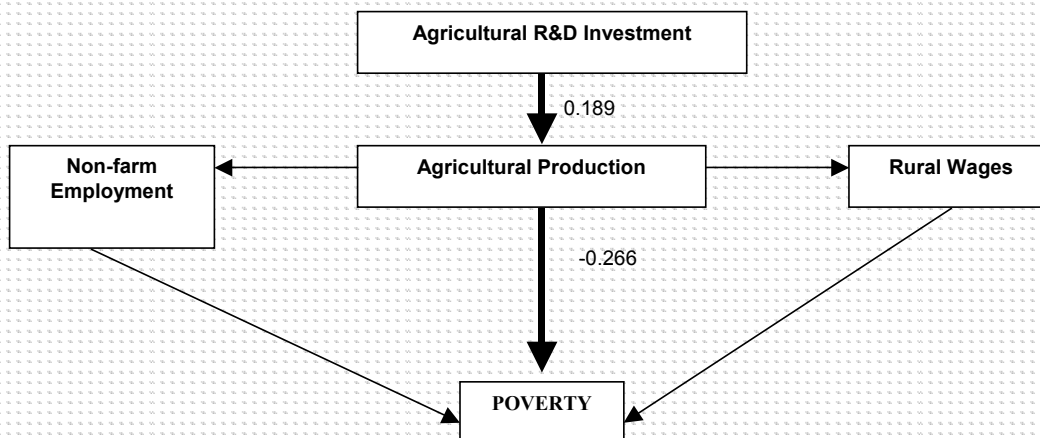 Agricultural R&D Investment
0.189
Non-farm
Employment
Agricultural Production
Rural Wages
-0.266
POVERTY